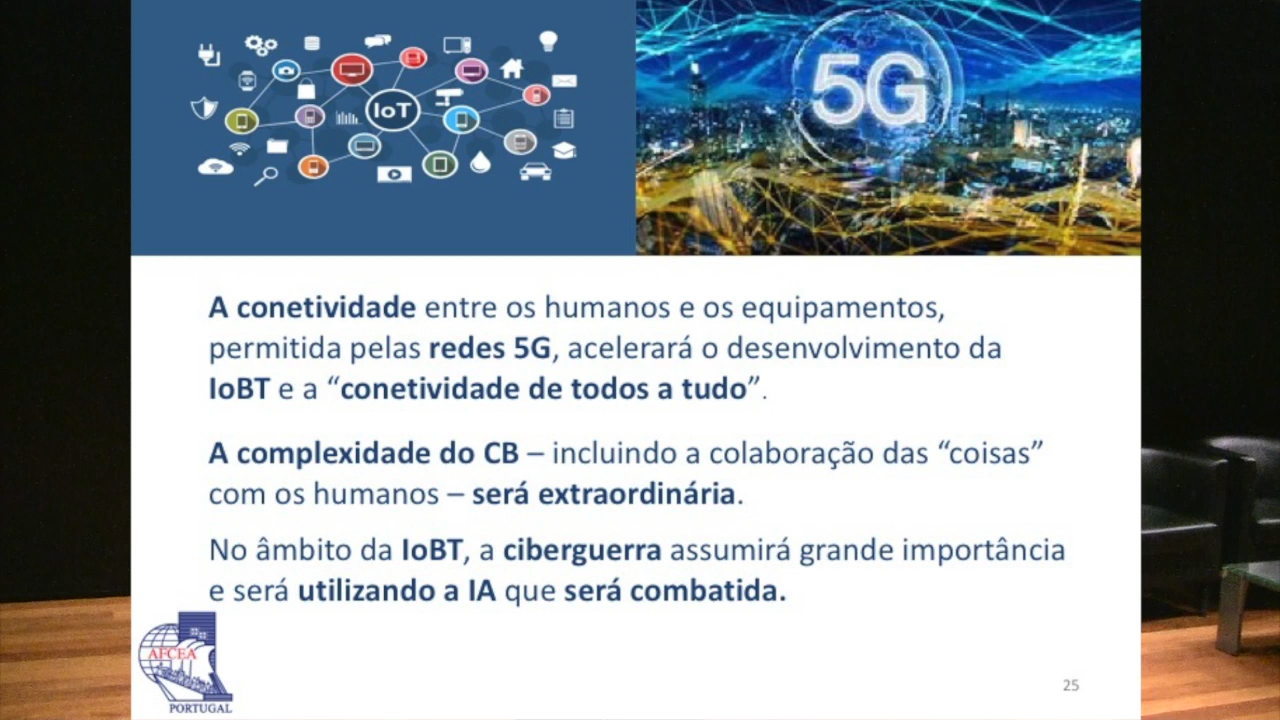 IoT
5G
A conetividade entre os humanos e os equipamentos,
permitida pelas redes 5G, acelerará o desenvolvimento da
IoBT e a “conetividade de todos a tudo”.
A complexidade do CB – incluindo a colaboração das “coisas”
com os humanos – será extraordinária.
No âmbito da IoBT, a ciberguerra assumirá grande importância
e será utilizando a IA que será combatida.
AFCEA
PORTUGAL
25